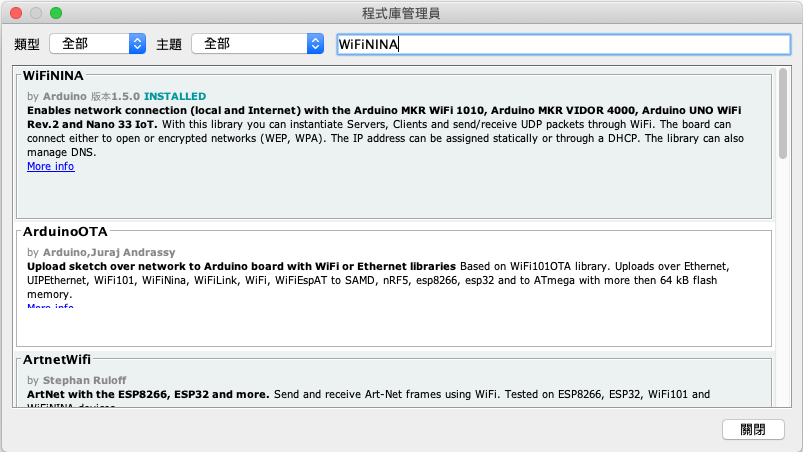 程式庫管理員
類型 全部 主題 全部 WiFiNINA
WiFiNINA
by Arduino 版本1.5.0 INSTALLED
Enables network connection (local and Internet) with the Arduino MKR WiFi 1010, Arduino MKR VIDOR 4000, Arduino UNO WiFi
Rev.2 and Nano 33 IoT. With this library you can instantiate Servers, Clients and send/receive UDP packets through WiFi. The board can
connect either to open or encrypted networks (WEP, WPA). The IP address can be assigned statically or through a DHCP. The library can also
manage DNS.
More info
ArduinoOTA
by Arduino,Juraj Andrassy
Upload sketch over network to Arduino board with WiFi or Ethernet libraries Based on WiFi101OTA library. Uploads over Ethernet,
UIPEthernet, WiFi101, WiFiNina, WiFiLink, WiFi, WiFiEspAT to SAMD, nRF5, esp8266, esp32 and to ATmega with more then 64 kB flash
memory.
More info
ArtnetWifi
by Stephan Ruloff
ArtNet with the ESP8266, ESP32 and more. Send and receive Art-Net frames using WiFi. Tested on ESP8266, ESP32, WiFi101 and
WiFiNINA devices.
關閉